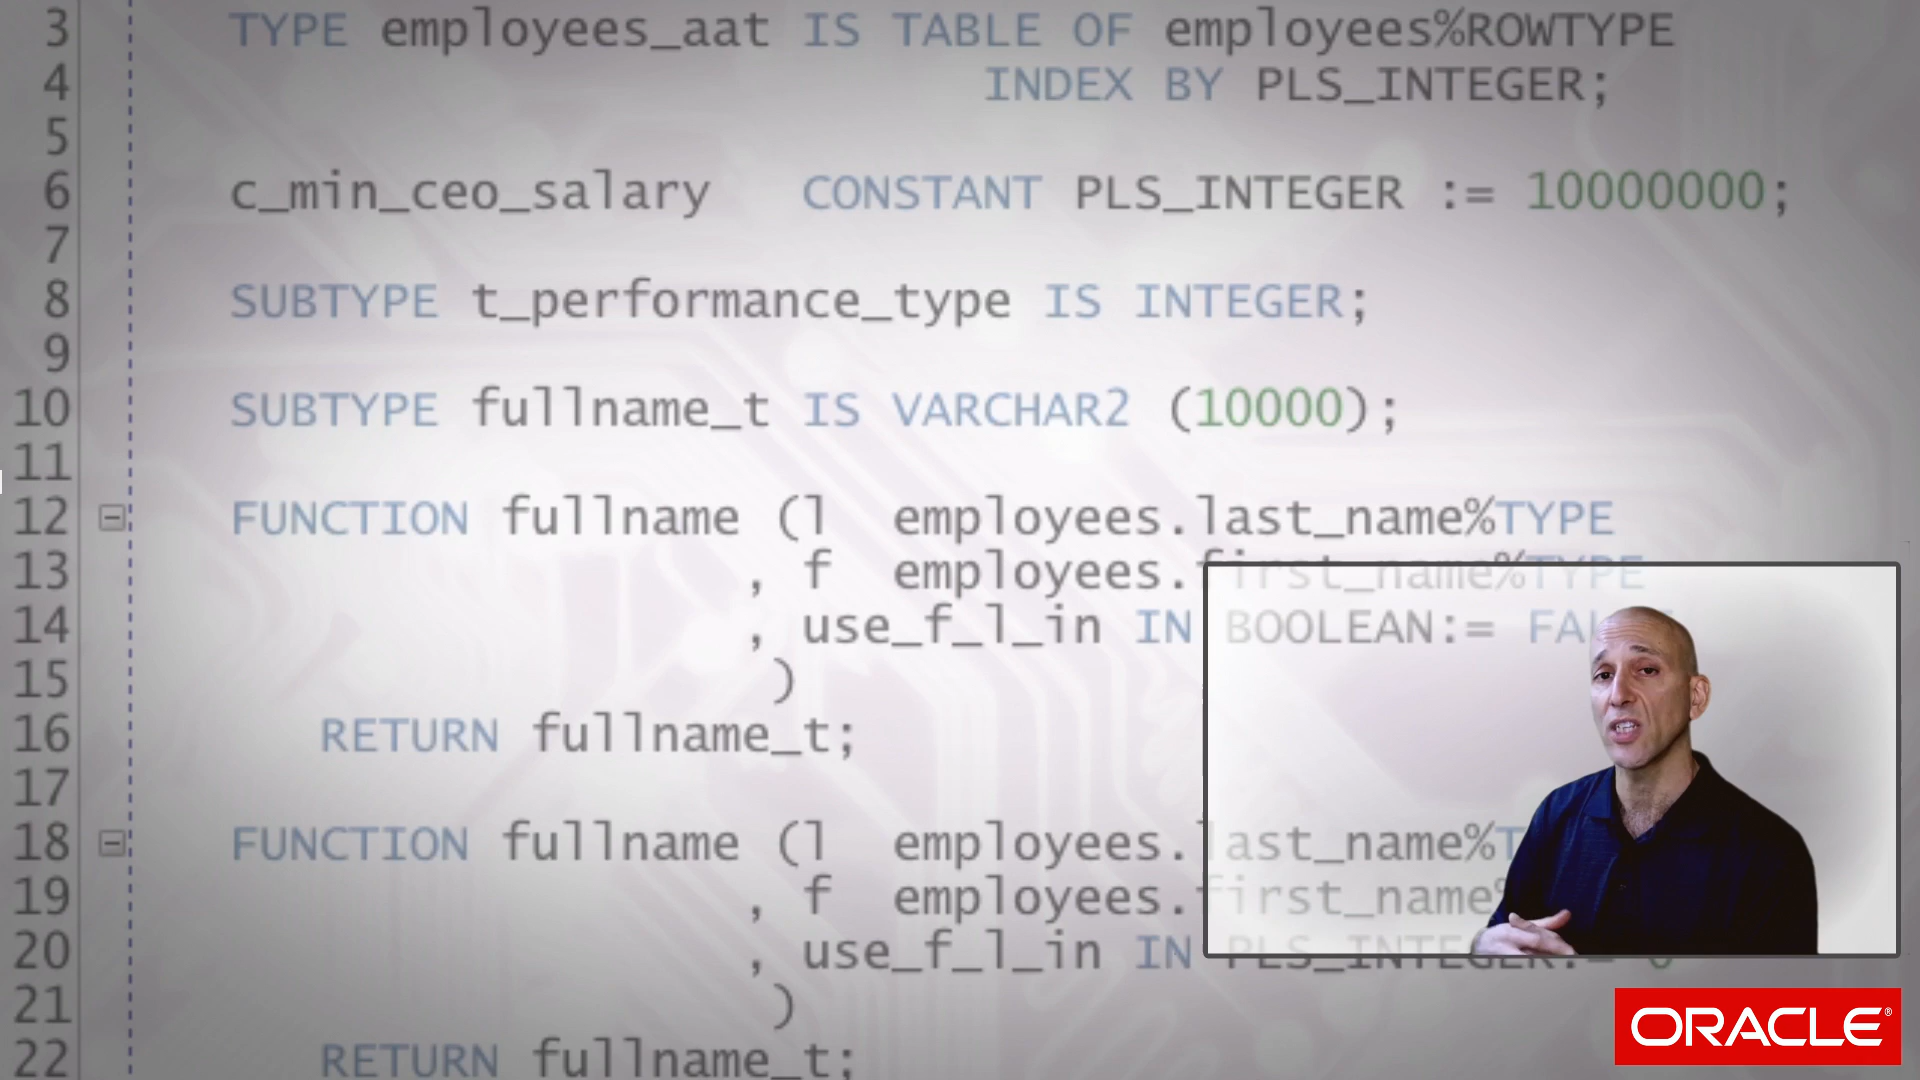 3 TYPE employees_aat IS TABLE OF employees%ROWTYPE
4 INDEX BY PLS_INTEGER;
5
6 c_min_ceo_salary CONSTANT PLS_INTEGER := 10000000;
7
8 SUBTYPE t_performance_type IS INTEGER;
9
10 SUBTYPE fullname_t IS VARCHAR2 (10000);
11
12 FUNCTION fullname (l employees.last_name%TYPE
13 , f employees.first_name%TYPE
14 , use_f_l_in IN BOOLEAN:=
15 )
16 RETURN fullname_t;
17
18 FUNCTION fullname (l employees.last_name%T
19 , f employees.first_name%
20 , use_f_l_in IN PLS_INTEGER:=
21 )
22 RETURN fullname_t;
ORACLE®